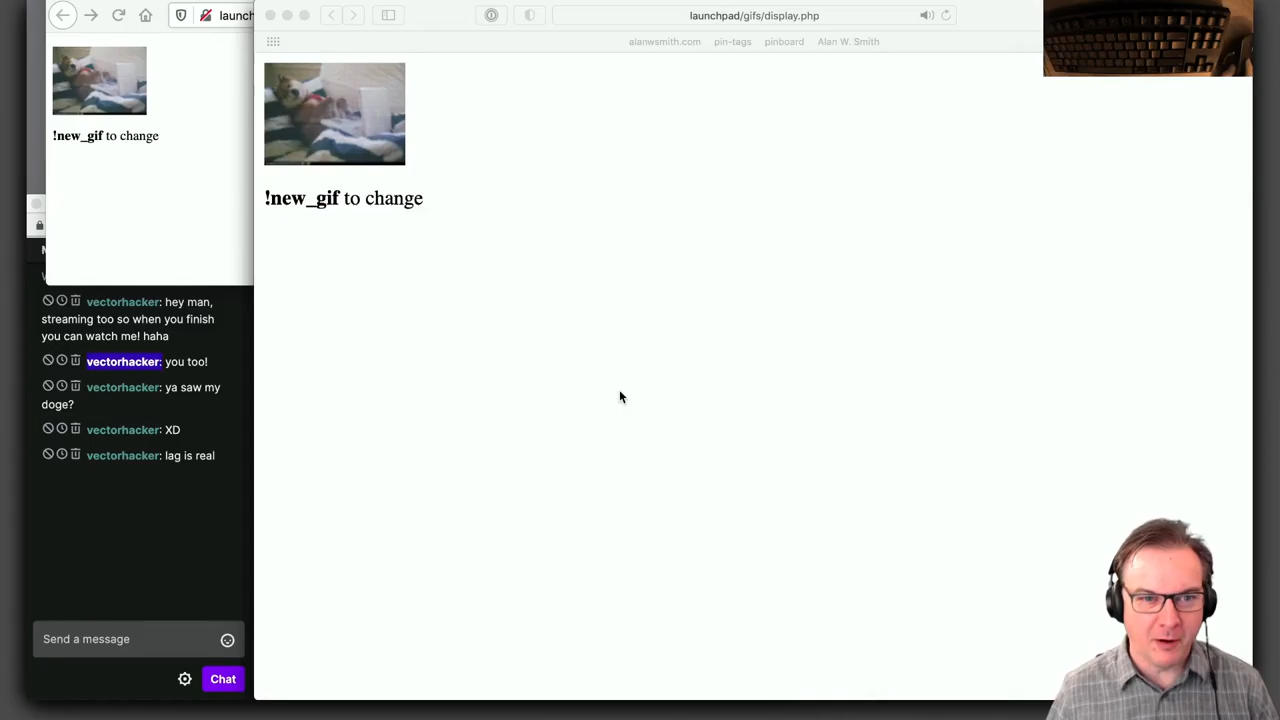 launch
!new_gif to change
M
vectorhacker: hey man,
streaming too so when you finish
you can watch me! haha
vectorhacker: you too!
vectorhacker: ya saw my
doge?
vectorhacker: XD
vectorhacker: lag is real
Send a message
Chat
launchpad/gifs/display.php
alanwsmith.com pin-tags pinboard Alan W. Smith
!new_gif to change